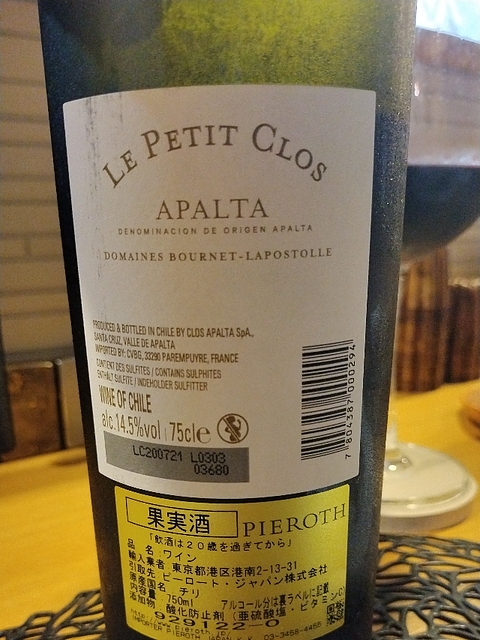 LE PETIT CLOS
APALTA
DENOMINACION DE ORIGEN APALTA
DOMAINES BOURNET-LAPOSTOLLE
PRODUCED & BOTTLED IN CHILE BY CLOS APALTA SpA.,
SANTA CRUZ, VALLE DE APALTA
IMPORTED BY: CVBG, 33290 PAREMPUYRE, FRANCE
CONTIENT DES SULFITES / CONTAINS SULPHITES
ENTHÄLT SULFITE / INDEHOLDER SULFITTER
WINE OF CHILE
alc.14.5%vol 75cl e
LC200721 L0303
03680
7 804387 000294
果実酒 PIEROTH
「飲酒は20歳を過ぎてから」
品名 ワイン
輸入業者 東京都港区港南2-13-31
引取先 ピーロート・ジャパン株式会社
原産国名 チリ
内容量 750ml アルコール分は裏ラベルに記載
添加物 酸化防止剤(亜硫酸塩・ビタミンC)